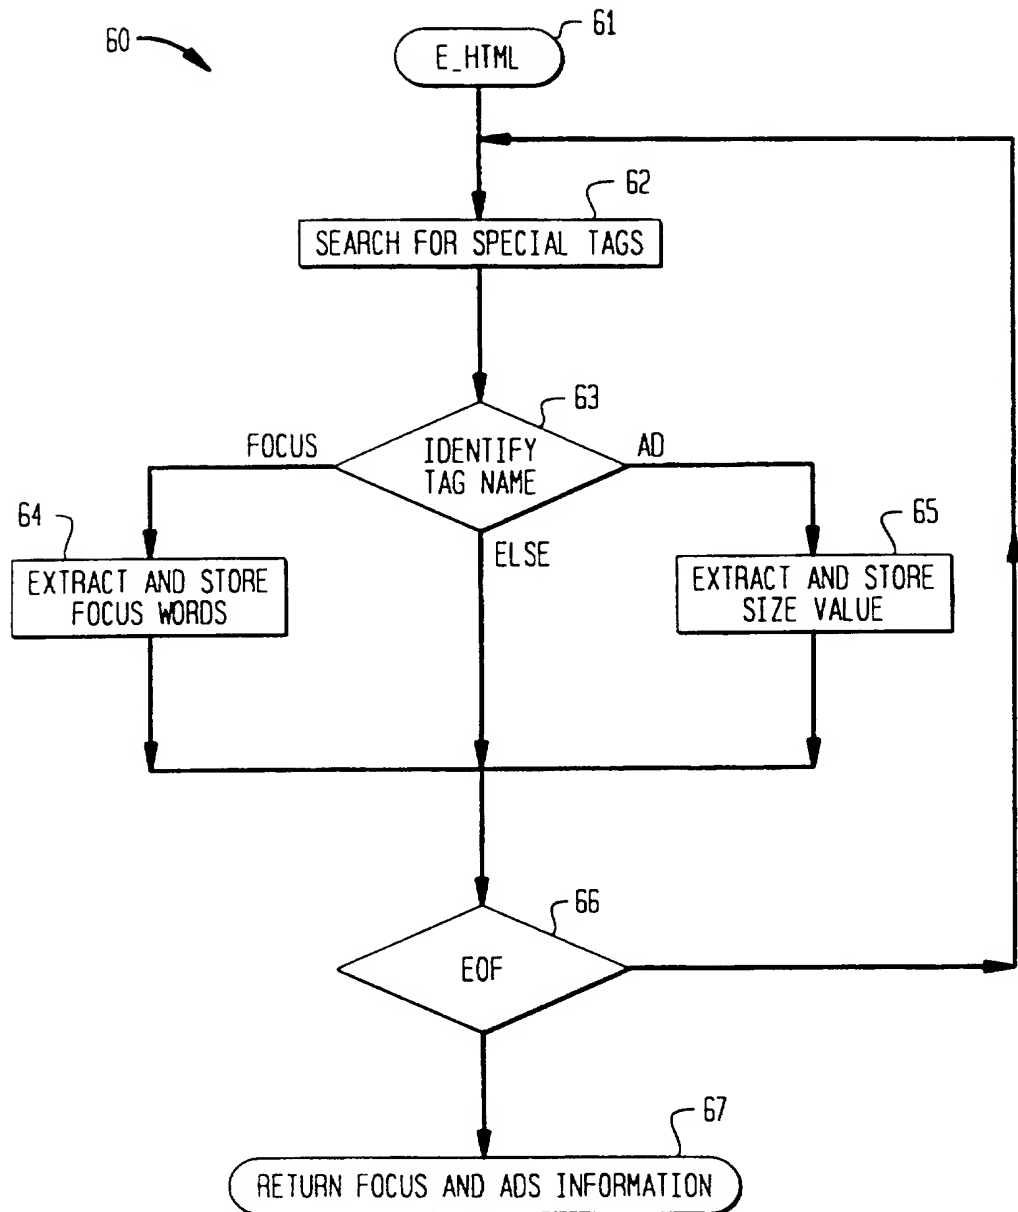 60
61
E_HTML
62
SEARCH FOR SPECIAL TAGS
63
FOCUS
IDENTIFY
TAG NAME
AD
ELSE
64
EXTRACT AND STORE
FOCUS WORDS
65
EXTRACT AND STORE
SIZE VALUE
66
EOF
67
RETURN FOCUS AND ADS INFORMATION